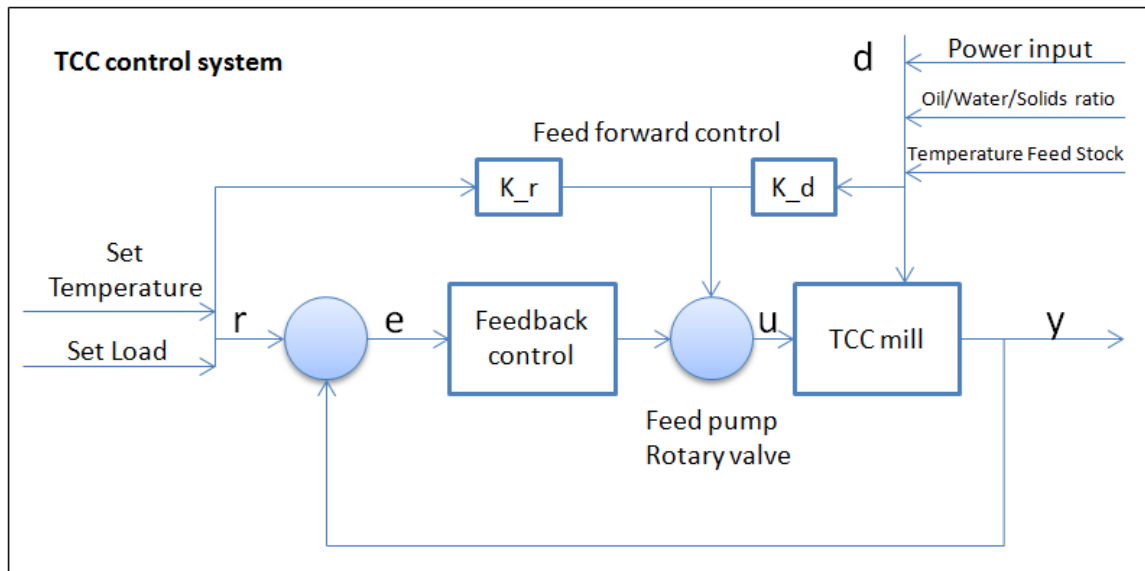 TCC control system
d
Power input
Oil/Water/Solids ratio
Temperature Feed Stock
Feed forward control
K_r
K_d
Set
Temperature
Set Load
r
e
Feedback
control
u
TCC mill
y
Feed pump
Rotary valve